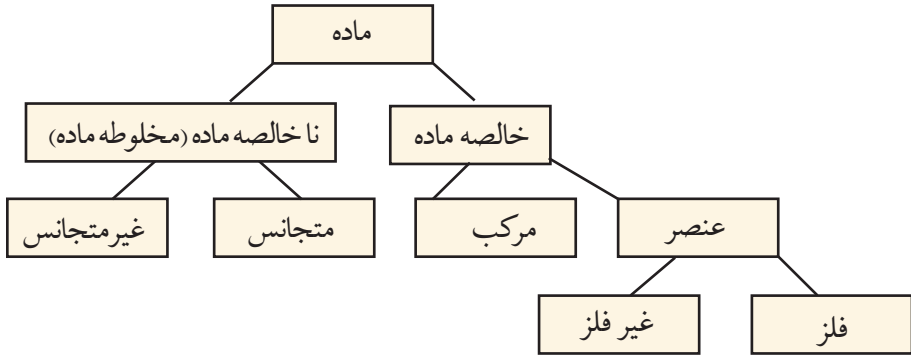 ماده
خالصه ماده
نا خالصه ماده (مخلوطه ماده)
عنصر
مرکب
متجانس
غیرمتجانس
فلز
غیر فلز